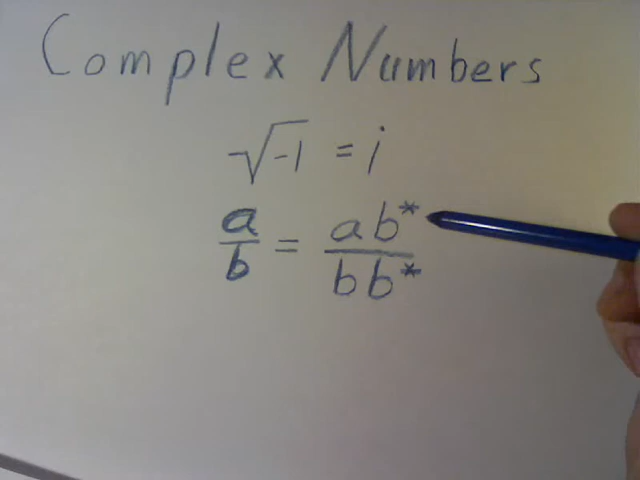 Complex Numbers
√-1 = i
a/b = ab*/bb*